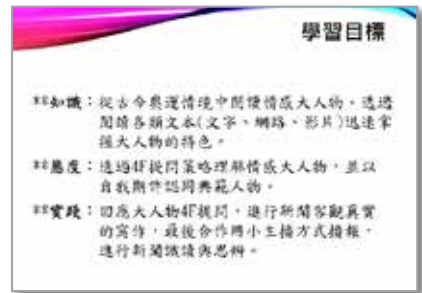 學習目標
※知識：從古今奧運情境中閱讀情感大人物。透過
閱讀各類文本(文字、網路、影片)迅速掌
握大人物的特色。
※態度：透過4F提問策略理解情感大人物，並以
自我期許認同典範人物。
※實踐：回應大人物4F提問，進行新聞客觀真實
的寫作，最後合作將小主播方式播報，
進行新聞識讀與思辨。